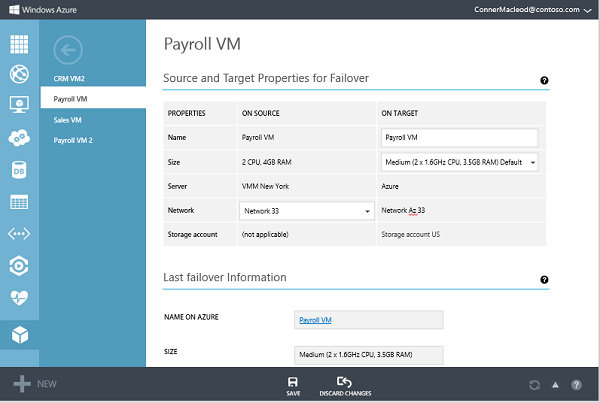 Windows Azure
ConnerMacleod@contoso.com
Payroll VM
CRM VM2
Payroll VM
Sales VM
Payroll VM 2
DB
Source and Target Properties for Failover
?
PROPERTIES ON SOURCE ON TARGET
Name Payroll VM Payroll VM
Size 2 CPU, 4GB RAM Medium (2 x 1.6GHz CPU, 3.5GB RAM) Default
Server VMM New York Azure
Network Network 33 Network Az 33
Storage account (not applicable) Storage account US
Last failover Information
?
NAME ON AZURE Payroll VM
SIZE Medium (2 x 1.6GHz CPU, 3.5GB RAM)
NEW
SAVE DISCARD CHANGES
?